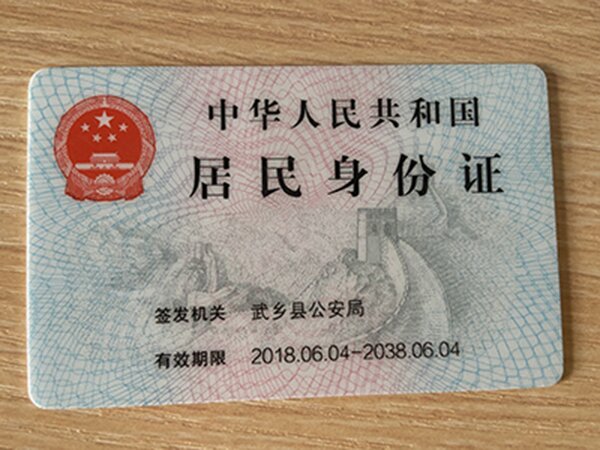 中华人民共和国
居民身份证
签发机关 武乡县公安局
有效期限 2018.06.04-2038.06.04